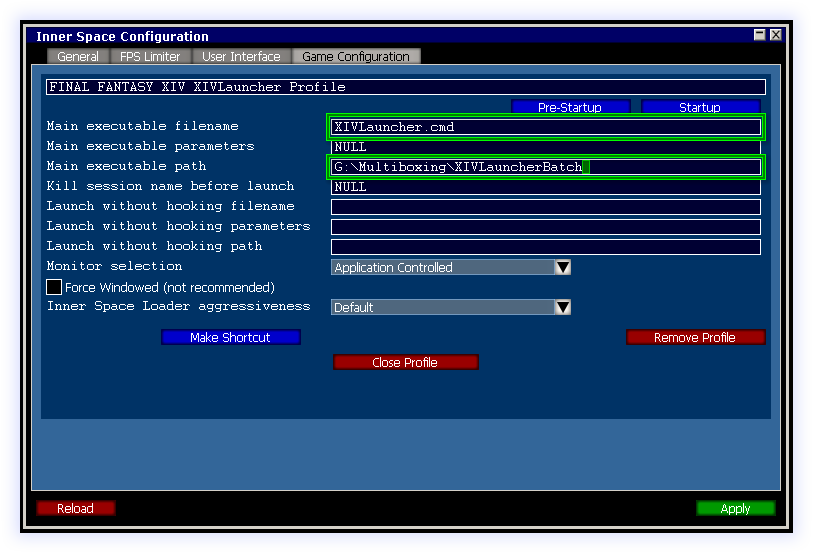 Inner Space Configuration
General FPS Limiter User Interface Game Configuration
FINAL FANTASY XIV XIVLauncher Profile
Pre-Startup Startup
Main executable filename XIVLauncher.cmd
Main executable parameters NULL
Main executable path G:\Multiboxing\XIVLauncherBatch
Kill session name before launch NULL
Launch without hooking filename
Launch without hooking parameters
Launch without hooking path
Monitor selection Application Controlled
Force Windowed (not recommended)
Inner Space Loader aggressiveness Default
Make Shortcut Remove Profile
Close Profile
Reload Apply